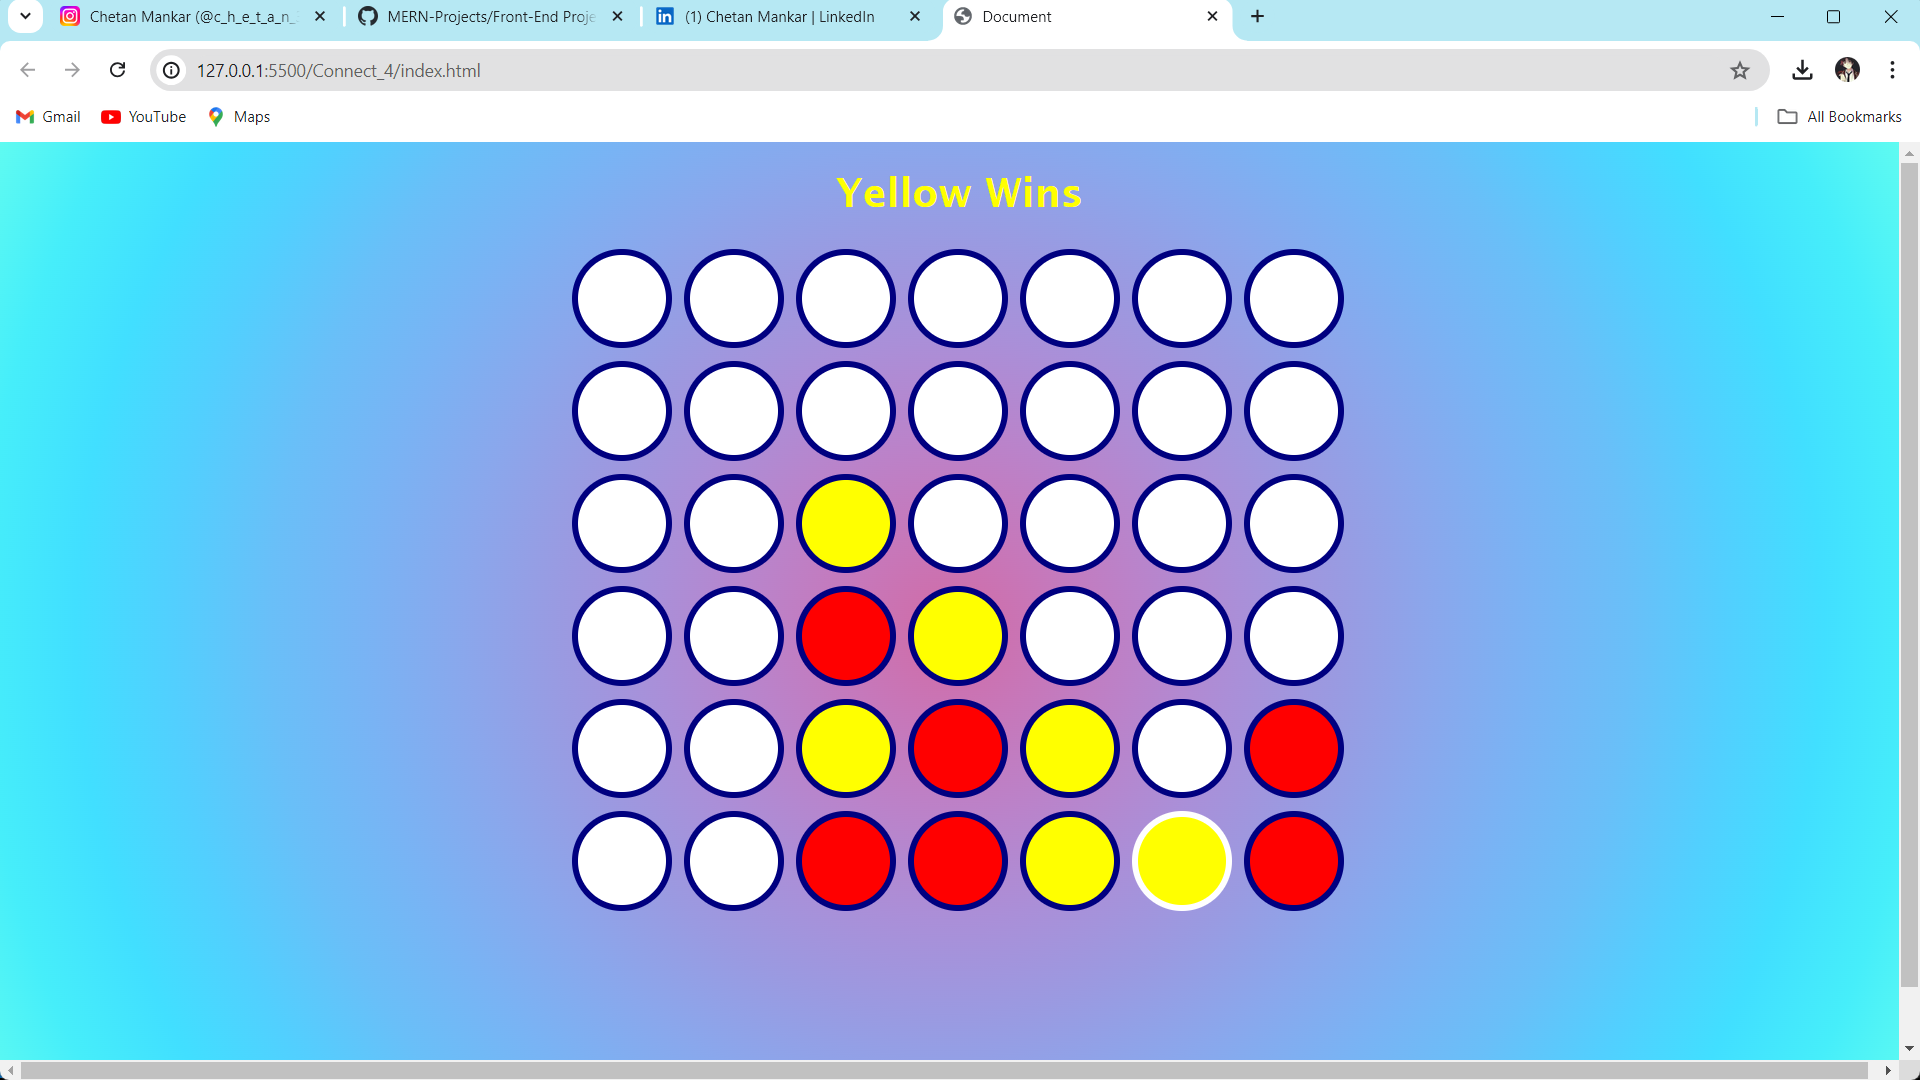 Chetan Mankar (@c_h_e_t_a_n_
MERN-Projects/Front-End Proje
(1) Chetan Mankar | LinkedIn
Document
127.0.0.1:5500/Connect_4/index.html
Gmail
YouTube
Maps
All Bookmarks
Yellow Wins